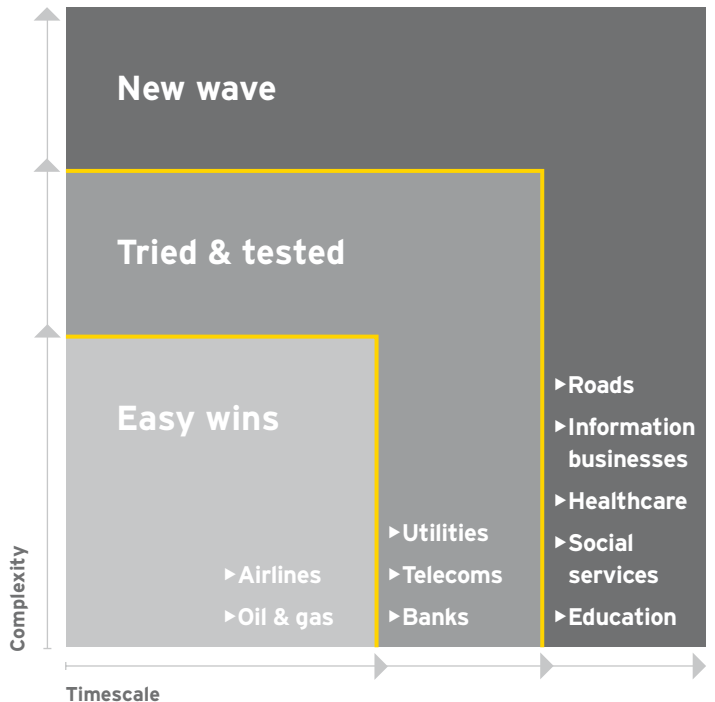 New wave
Tried & tested
Easy wins
Airlines
Oil & gas
Utilities
Telecoms
Banks
Roads
Information
businesses
Healthcare
Social
services
Education
Complexity
Timescale